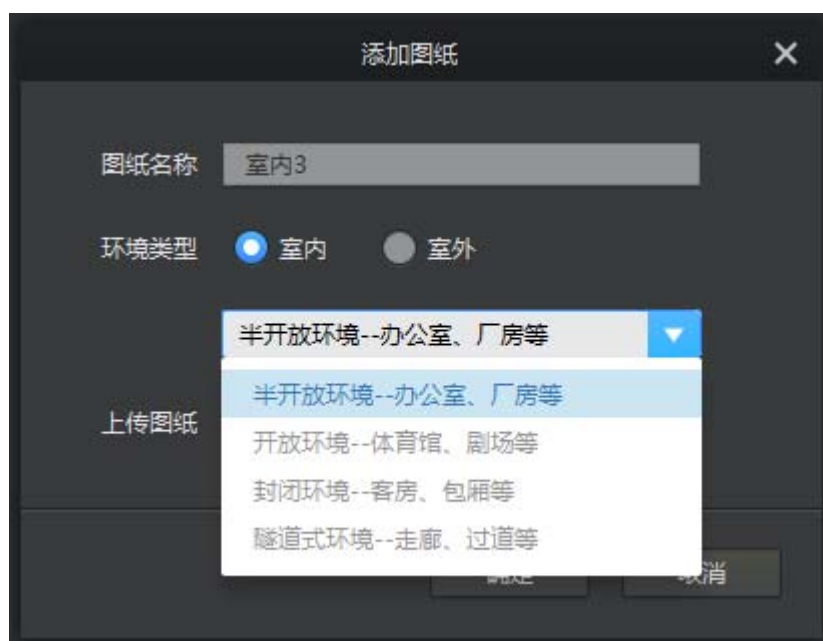 添加图纸
图纸名称 室内3
环境类型 室内 室外
半开放环境--办公室、厂房等
半开放环境--办公室、厂房等
上传图纸
开放环境--体育馆、剧场等
封闭环境--客房、包厢等
隧道式环境--走廊、过道等
取消